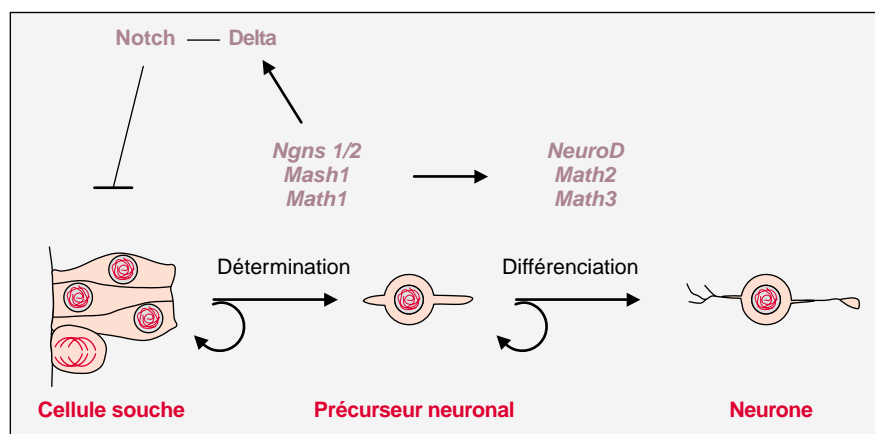 Notch — Delta
Ngns 1/2
Mash1
Math1
NeuroD
Math2
Math3
Détermination
Différenciation
Cellule souche
Précurseur neuronal
Neurone